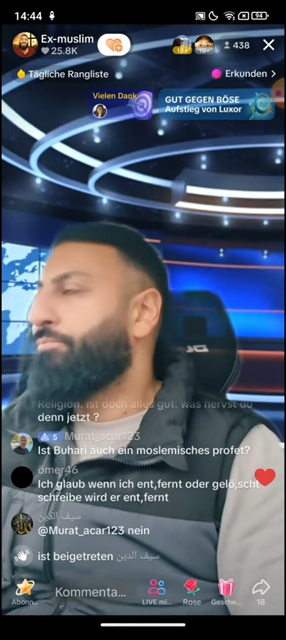 14:44
94
Ex-muslim
25.8K
438
Tägliche Rangliste
Erkunden >
Vielen Dank
GUT GEGEN BÖSE
Aufstieg von Luxor
Religion. ist doch alles gut. was nervst du
denn jetzt ?
5 Murat_acar123
Ist Buhari auch ein moslemisches profet?
ömer46
Ich glaub wenn ich ent,fernt oder gelö,scht
schreibe wird er ent,fernt
سيف الدين
@Murat_acar123 nein
ist beigetreten سيف الدين
Kommenta...
Abonn...
LIVE mi...
Rose
Gesche...
18